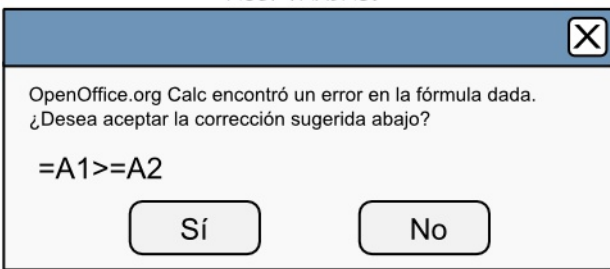 OpenOffice.org Calc encontró un error en la fórmula dada.
¿Desea aceptar la corrección sugerida abajo?
=A1>=A2
Sí No